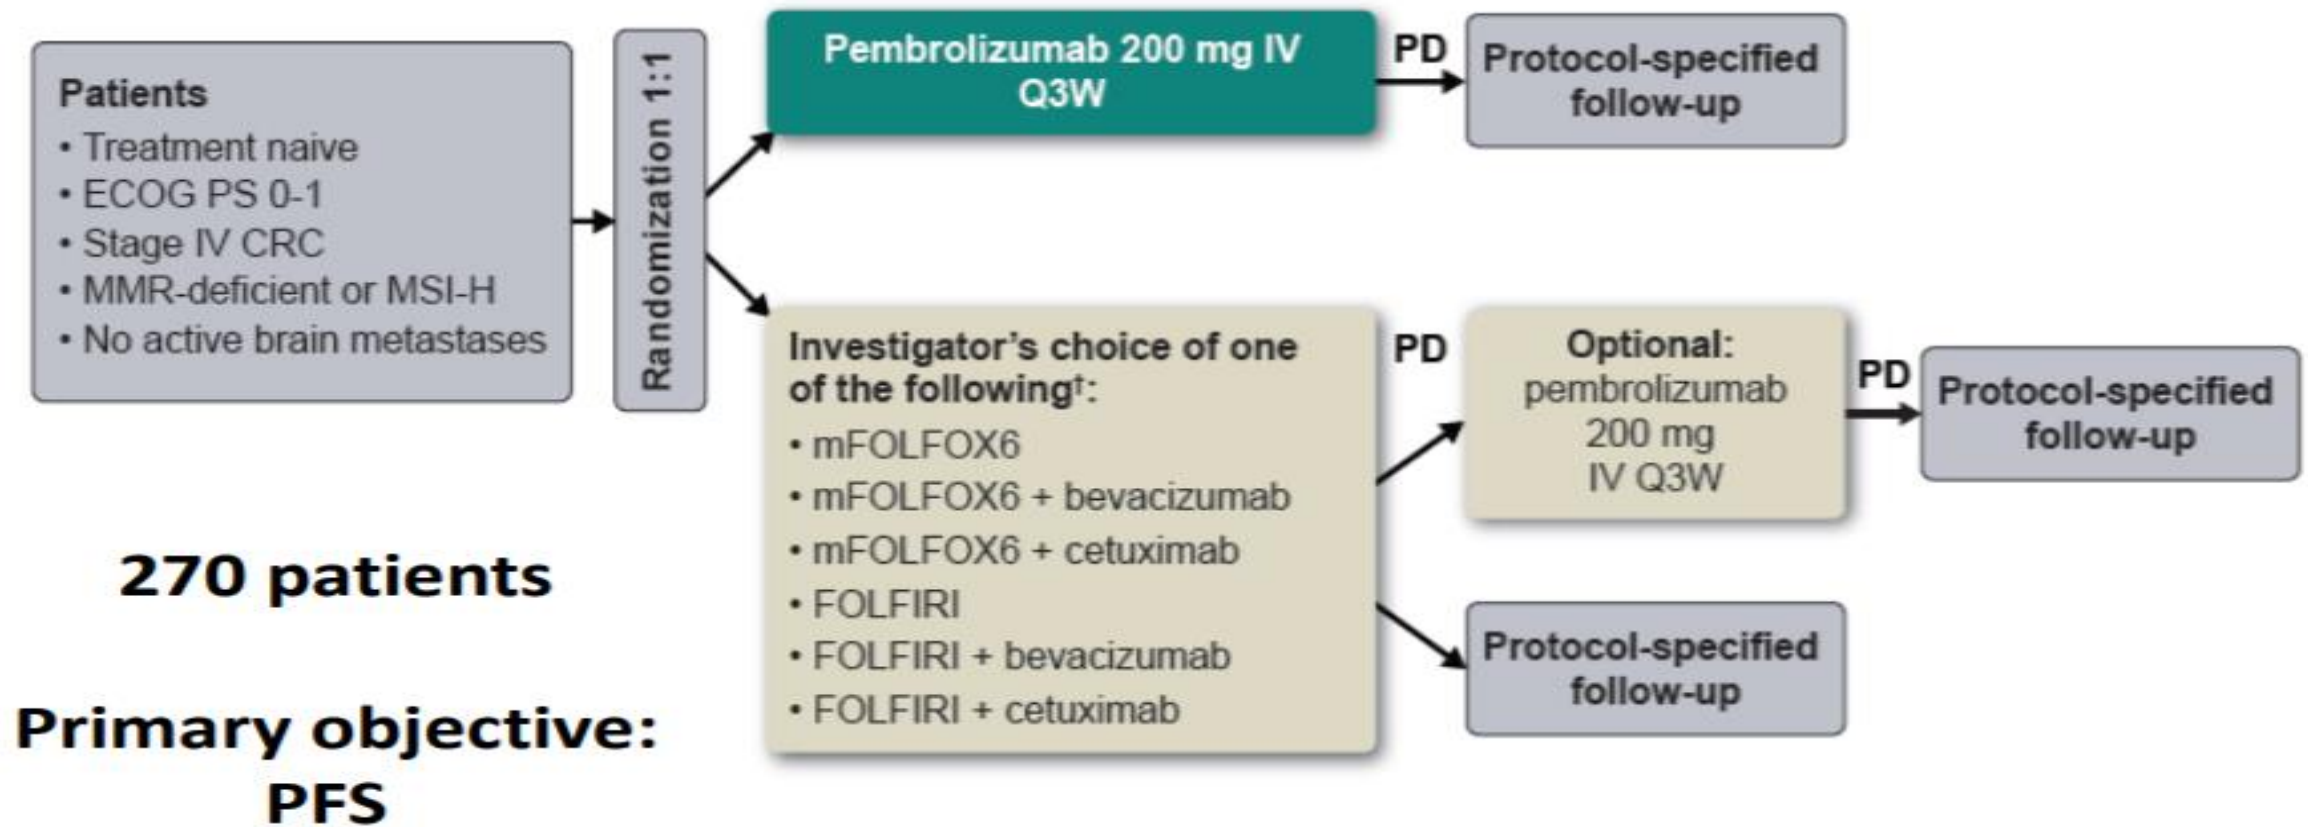 Patients
• Treatment naive
• ECOG PS 0-1
• Stage IV CRC
• MMR-deficient or MSI-H
• No active brain metastases
Randomization 1:1
Pembrolizumab 200 mg IV
Q3W
PD
Protocol-specified
follow-up
Investigator's choice of one
of the following†:
• mFOLFOX6
• mFOLFOX6 + bevacizumab
• mFOLFOX6 + cetuximab
• FOLFIRI
• FOLFIRI + bevacizumab
• FOLFIRI + cetuximab
PD
Optional:
pembrolizumab
200 mg
IV Q3W
PD
Protocol-specified
follow-up
Protocol-specified
follow-up
270 patients
Primary objective:
PFS